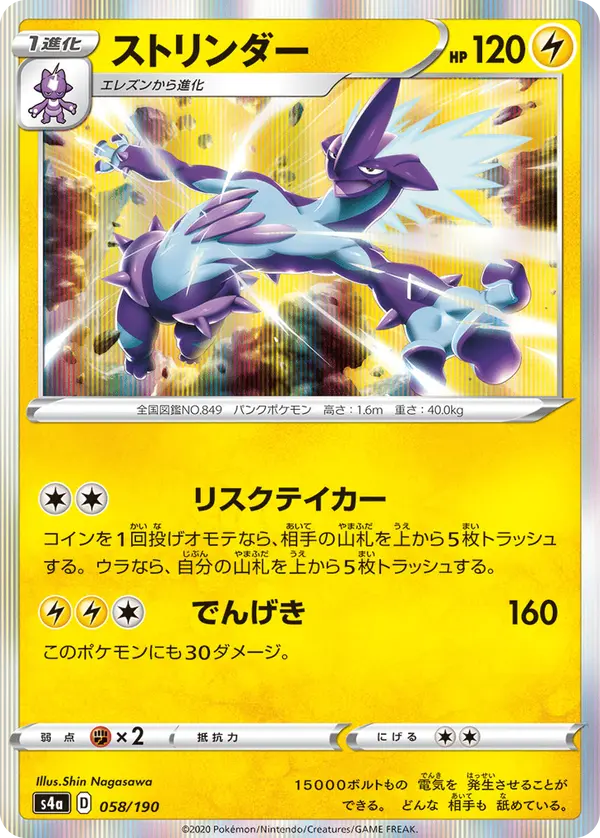 1進化 ストリンダー HP 120
エレズンから進化
全国図鑑NO.849 パンクポケモン 高さ：1.6m 重さ：40.0kg
リスクテイカー
コインを1回投げオモテなら、相手の山札を上から5枚トラッシュ
する。ウラなら、自分の山札を上から5枚トラッシュする。
でんげき 160
このポケモンにも30ダメージ。
弱点 ×2 抵抗力 にげる
Illus.Shin Nagasawa
s4a D 058/190
15000ボルトもの 電気を 発生させることが
できる。 どんな 相手も 舐めている。
©2020 Pokémon/Nintendo/Creatures/GAME FREAK.